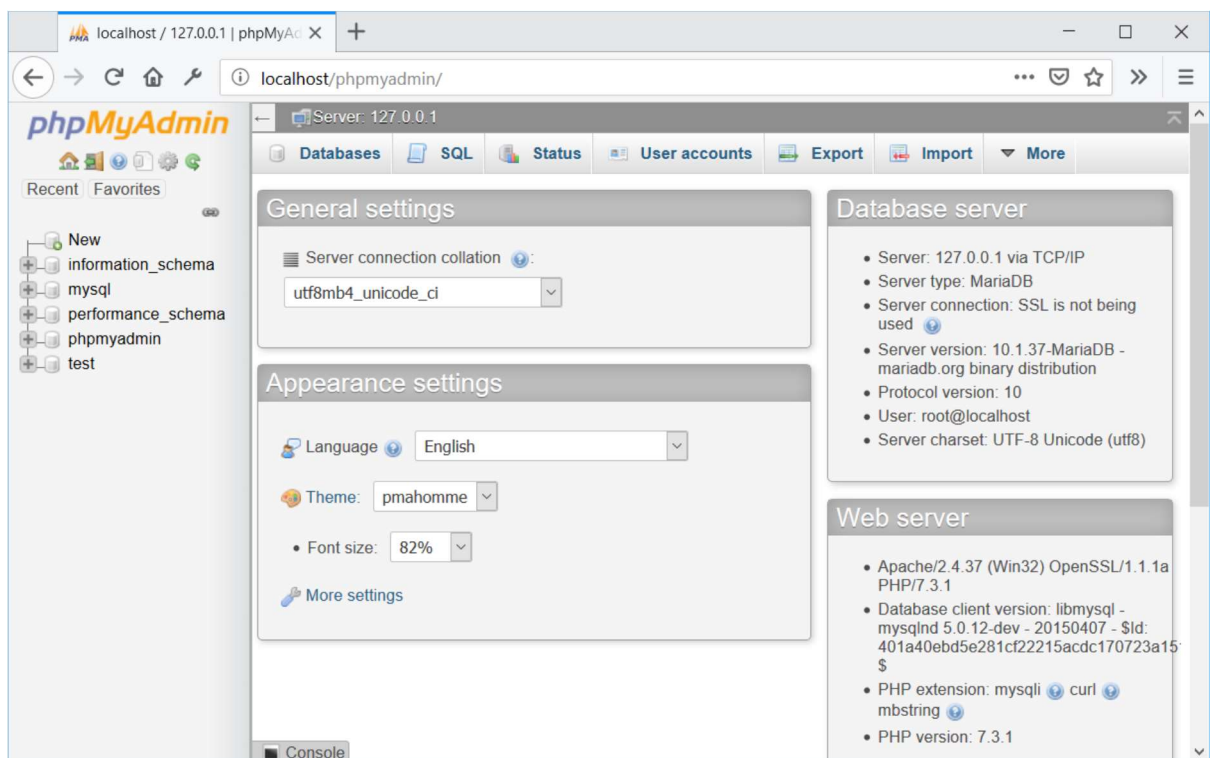 localhost / 127.0.0.1 | phpMyAd
localhost/phpmyadmin/
phpMyAdmin
Recent Favorites
New
information_schema
mysql
performance_schema
phpmyadmin
test
Server: 127.0.0.1
Databases SQL Status User accounts Export Import More
General settings
Server connection collation :
utf8mb4_unicode_ci
Appearance settings
Language English
Theme: pmahomme
Font size: 82%
More settings
Console
Database server
Server: 127.0.0.1 via TCP/IP
Server type: MariaDB
Server connection: SSL is not being
used
Server version: 10.1.37-MariaDB -
mariadb.org binary distribution
Protocol version: 10
User: root@localhost
Server charset: UTF-8 Unicode (utf8)
Web server
Apache/2.4.37 (Win32) OpenSSL/1.1.1a
PHP/7.3.1
Database client version: libmysql -
mysqlnd 5.0.12-dev - 20150407 - $Id:
401a40ebd5e281cf22215acdc170723a15
$
PHP extension: mysqli curl
mbstring
PHP version: 7.3.1